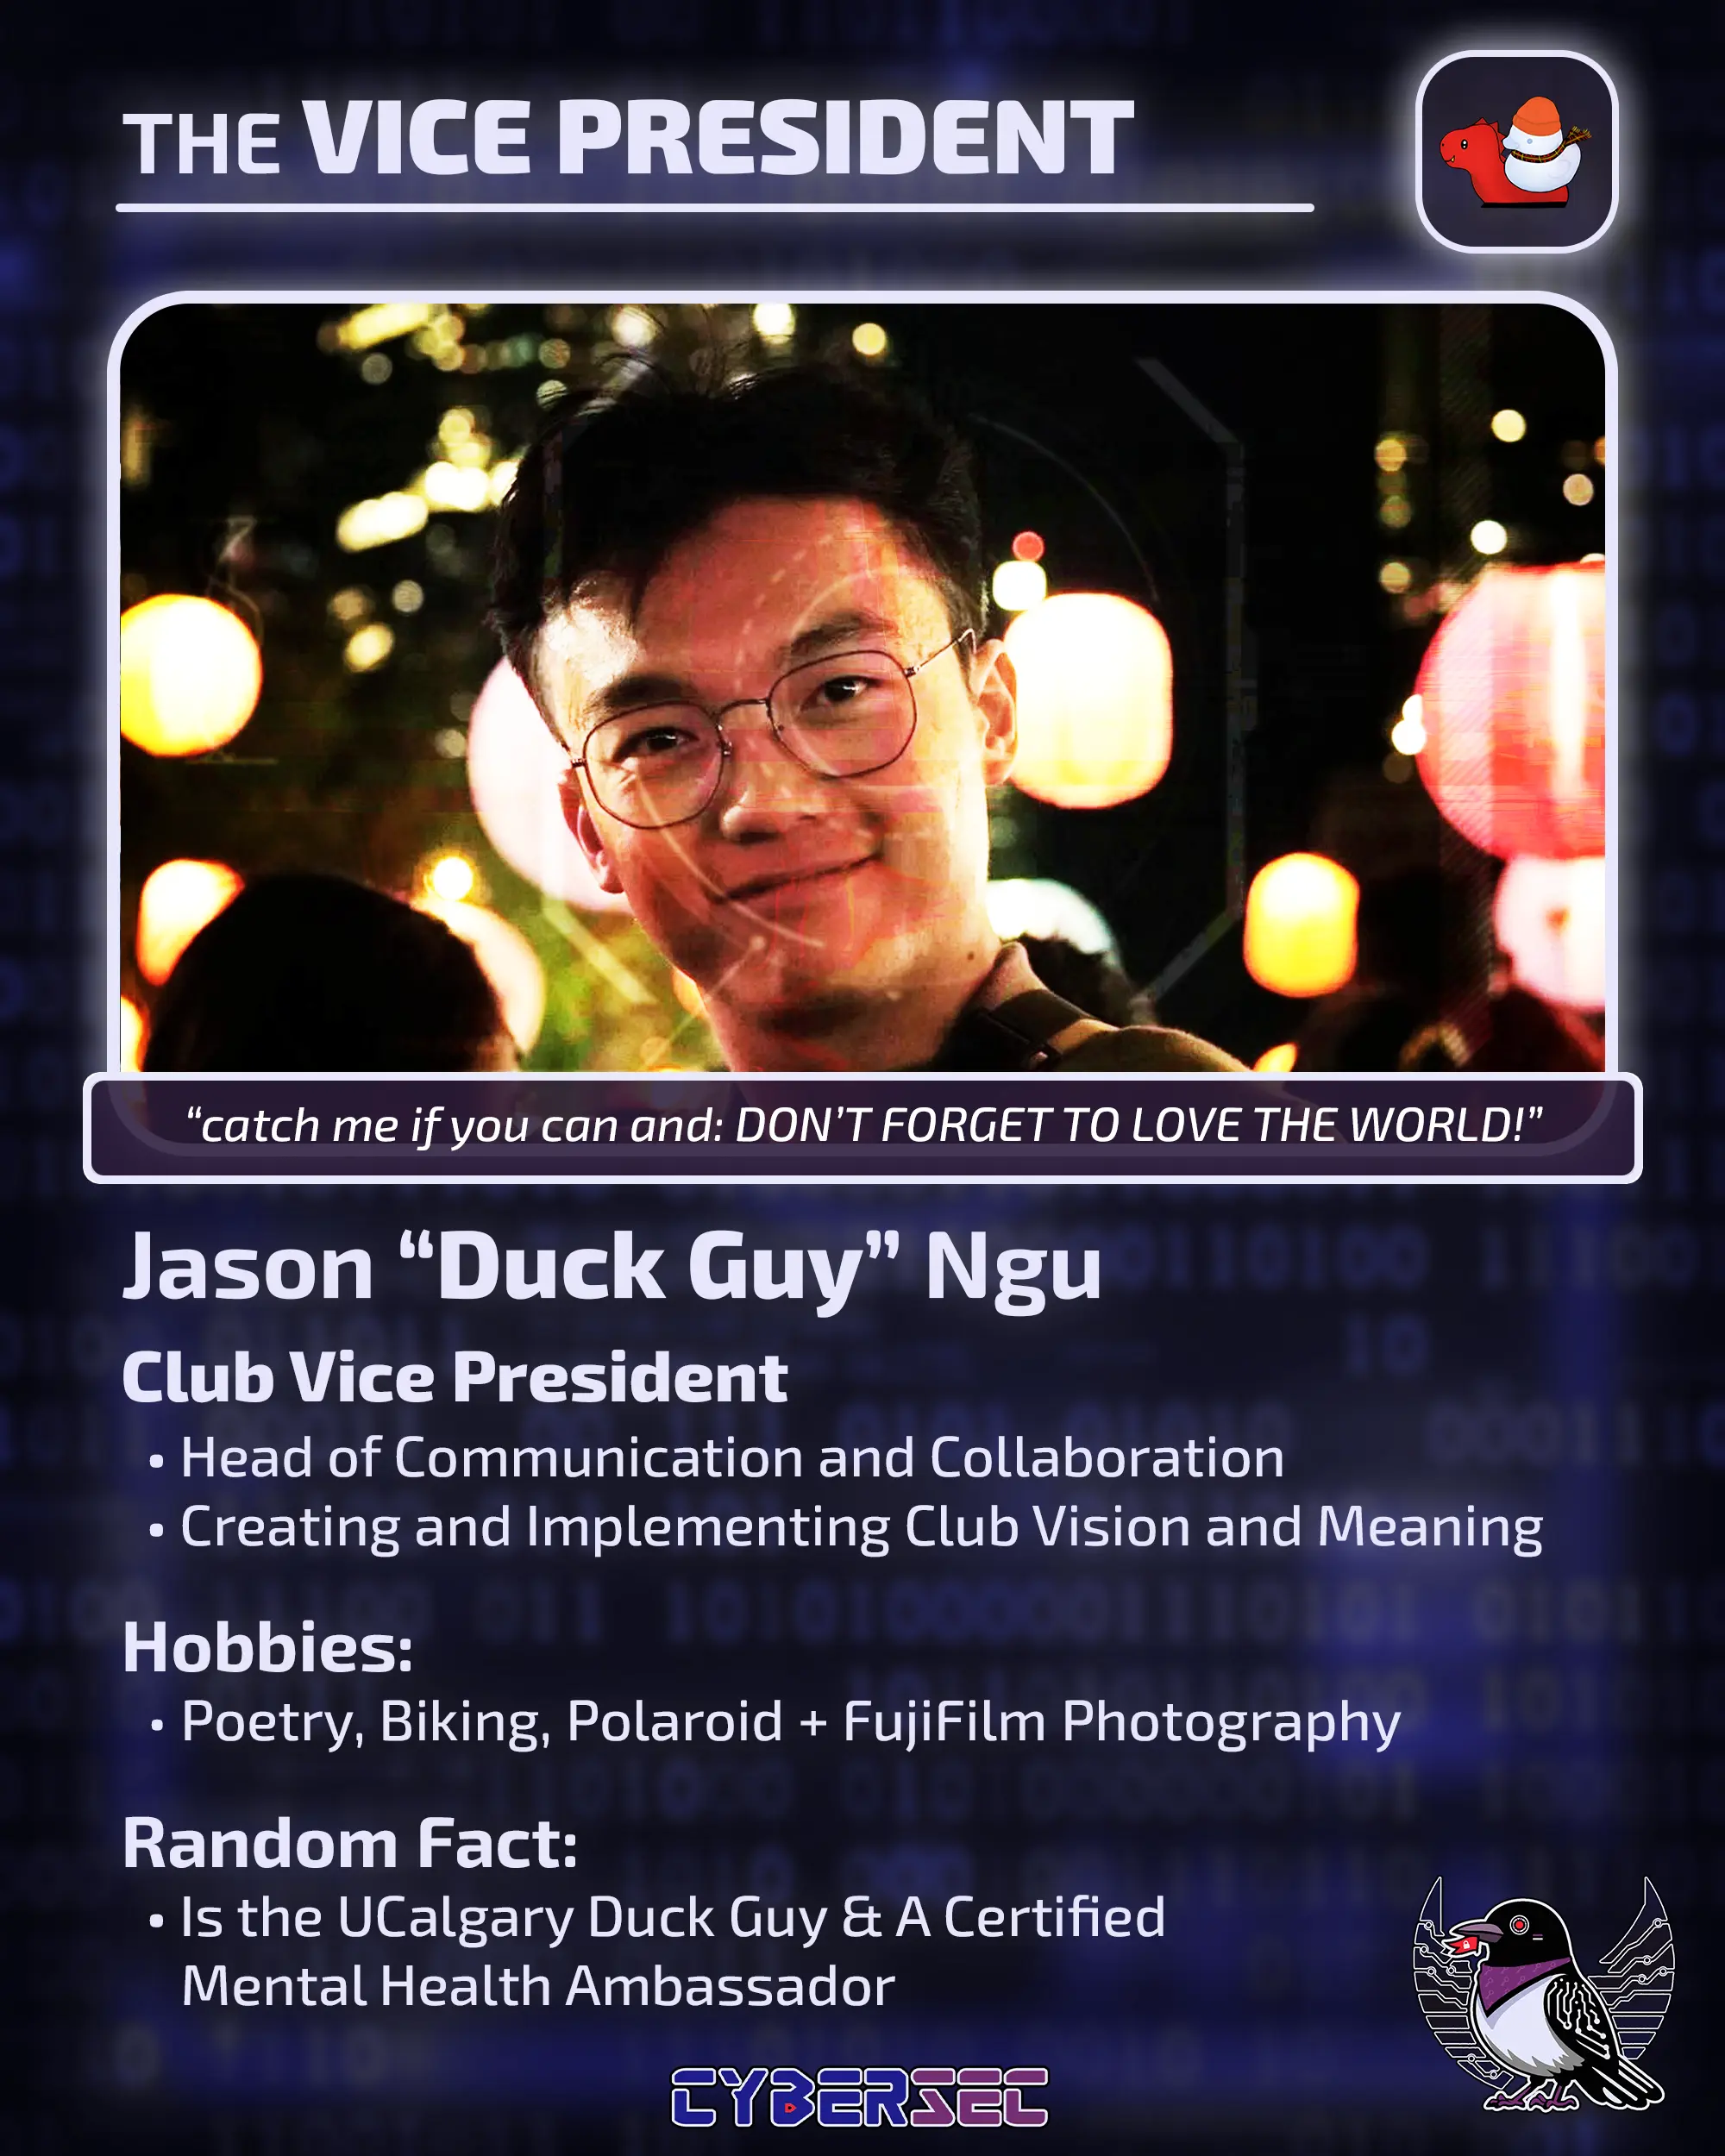 THE VICE PRESIDENT
“catch me if you can and: DON’T FORGET TO LOVE THE WORLD!”
Jason “Duck Guy” Ngu
Club Vice President
• Head of Communication and Collaboration
• Creating and Implementing Club Vision and Meaning
Hobbies:
• Poetry, Biking, Polaroid + FujiFilm Photography
Random Fact:
• Is the UCalgary Duck Guy & A Certified
Mental Health Ambassador
CYBERSEC